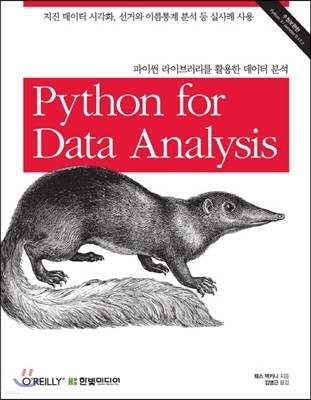 지진 데이터 시각화, 선거와 이름통계 분석 등 실사례 사용
파이썬 라이브러리를 활용한 데이터 분석
Python for
Data Analysis
O'REILLY®
한빛미디어
웨스 맥키니 지음
김영근 옮김